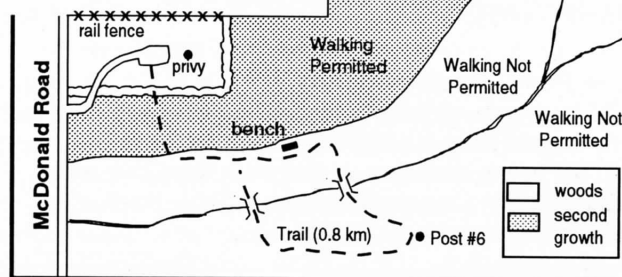 rail fence
privy
McDonald Road
Walking
Permitted
Walking Not
Permitted
Walking Not
Permitted
bench
Trail (0.8 km)
Post #6
woods
second
growth